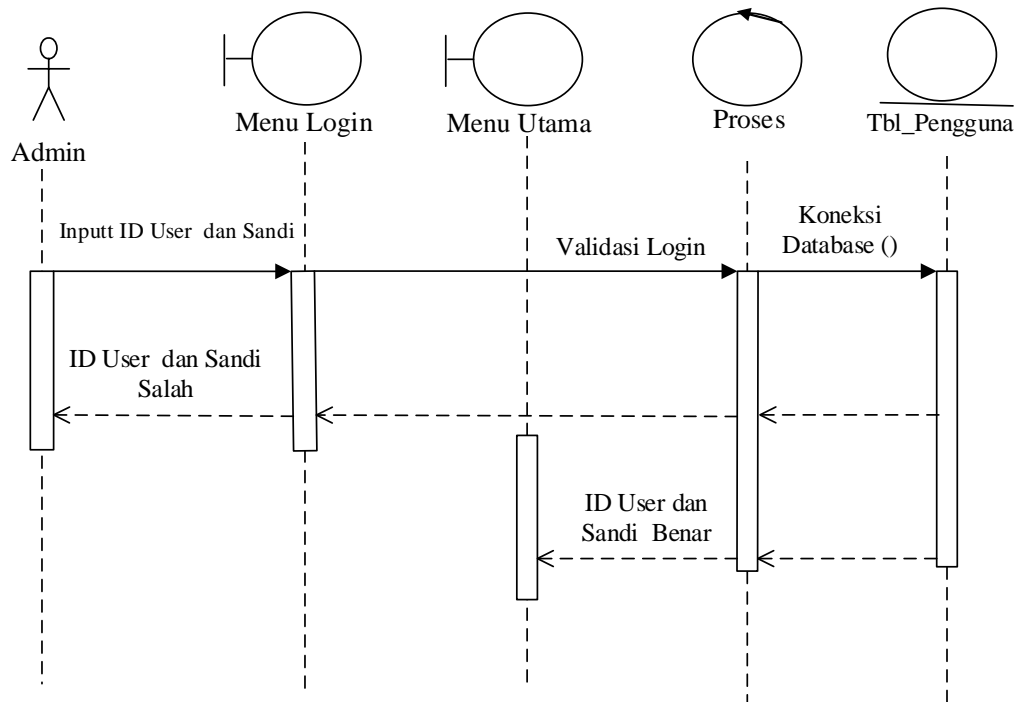 Menu Login
Menu Utama
Proses
Tbl_Pengguna
Admin
Inputt ID User dan Sandi
Validasi Login
Koneksi
Database ()
ID User dan Sandi
Salah
ID User dan
Sandi Benar